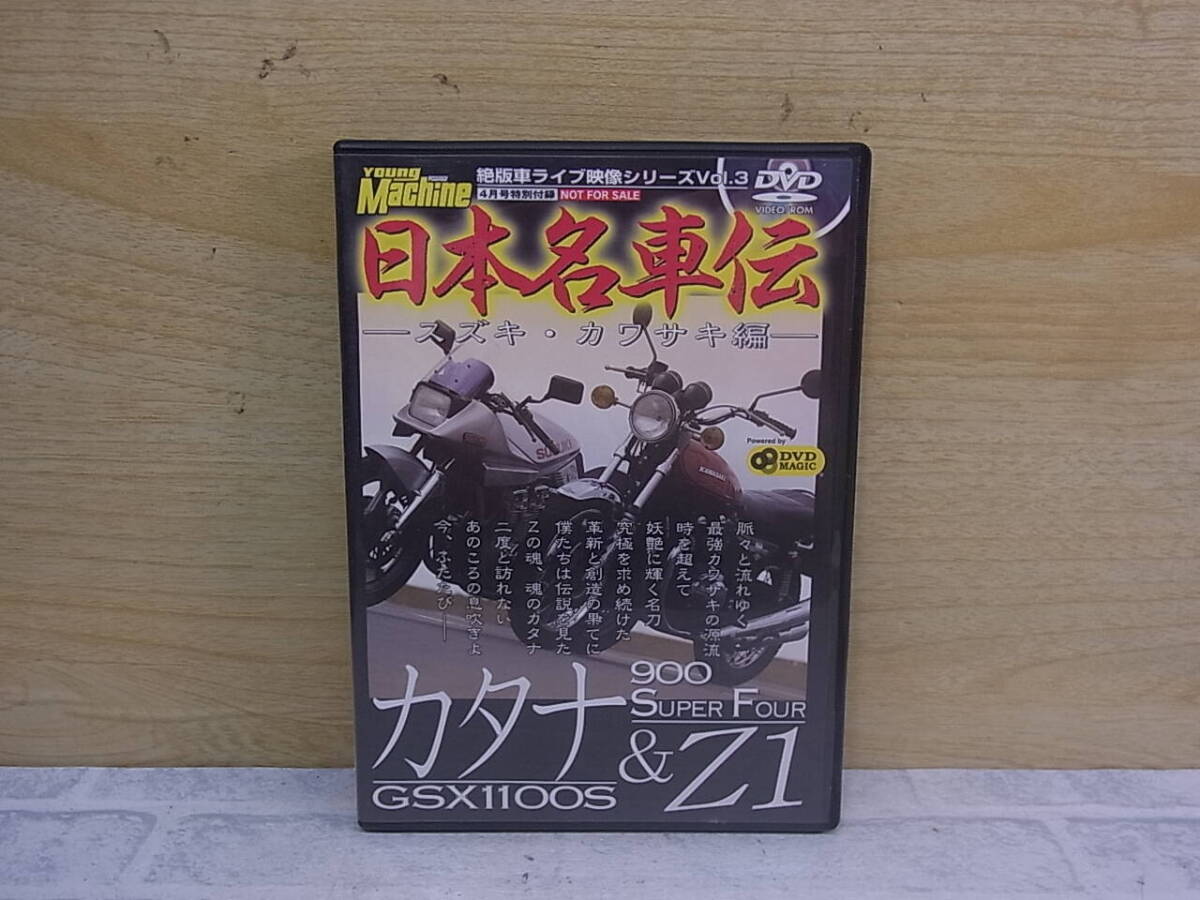 Young Machine
絶版車ライブ映像シリーズVol.3
4月号特別付録 NOT FOR SALE
DVD
VIDEO ROM
日本名車伝
―スズキ・カワサキ編―
SUZUKI
KAWASAKI
Powered by
DVD MAGIC
脈々と流れゆく
最強カワサキの源流
時を超えて
妖艶に輝く名刀
究極を求め続けた
革新と創造の果てに
僕たちは伝説を見た
Zの魂、魂のカタナ
二度と訪れない
あのころの息吹きよ
今、ふたたび――
カタナ
GSX1100S
&
900
SUPER FOUR
Z1